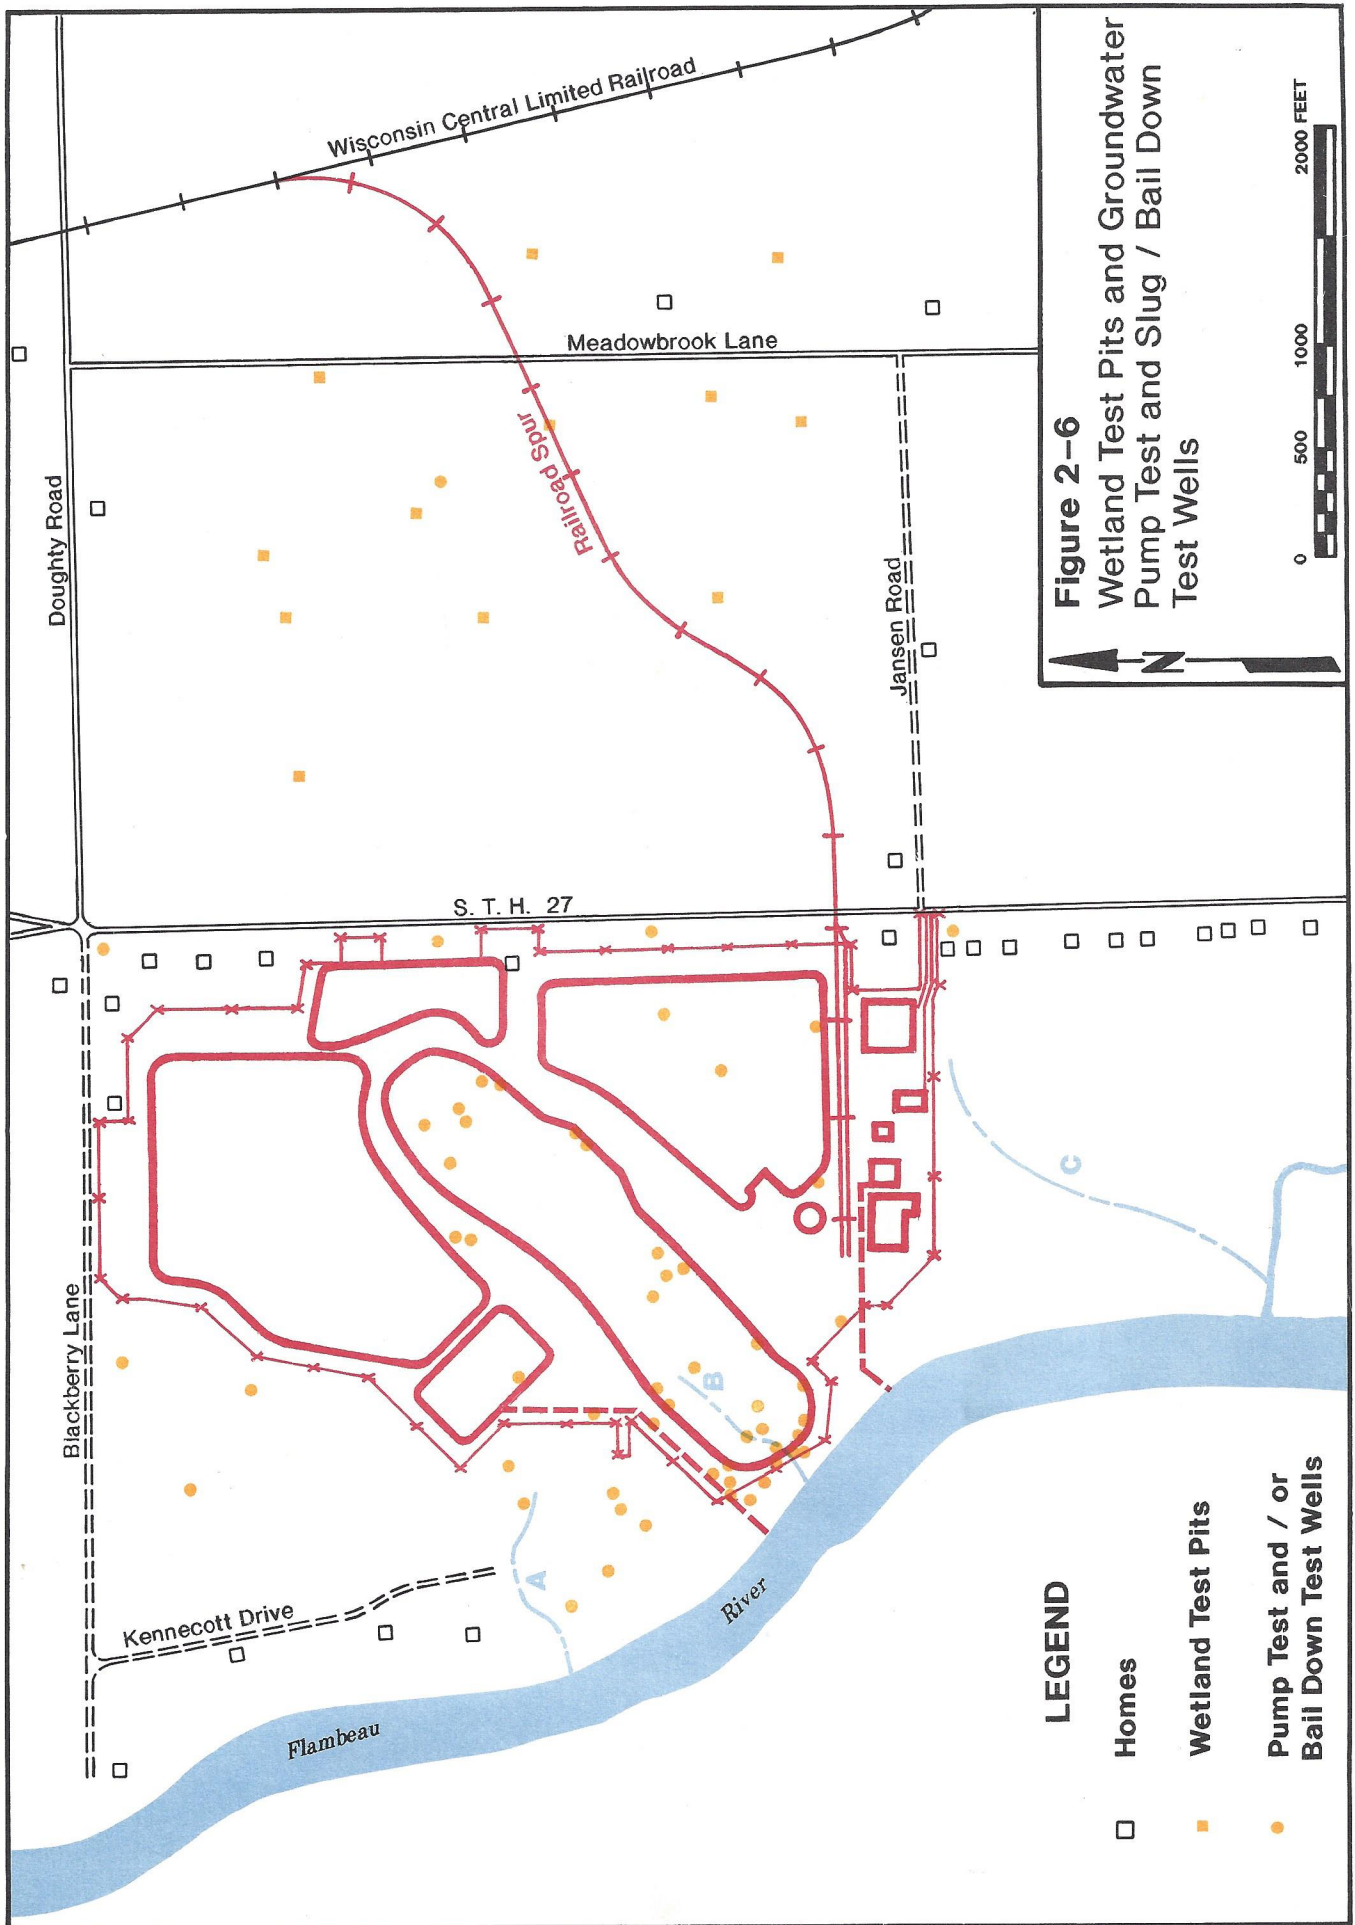 Wisconsin Central Limited Railroad
Doughty Road
Meadowbrook Lane
Railroad Spur
Jansen Road
S. T. H. 27
Blackberry Lane
Kennecott Drive
A
B
C
Flambeau
River
Figure 2-6
Wetland Test Pits and Groundwater
Pump Test and Slug / Bail Down
Test Wells
N
0 500 1000 2000 FEET
LEGEND
Homes
Wetland Test Pits
Pump Test and / or
Bail Down Test Wells